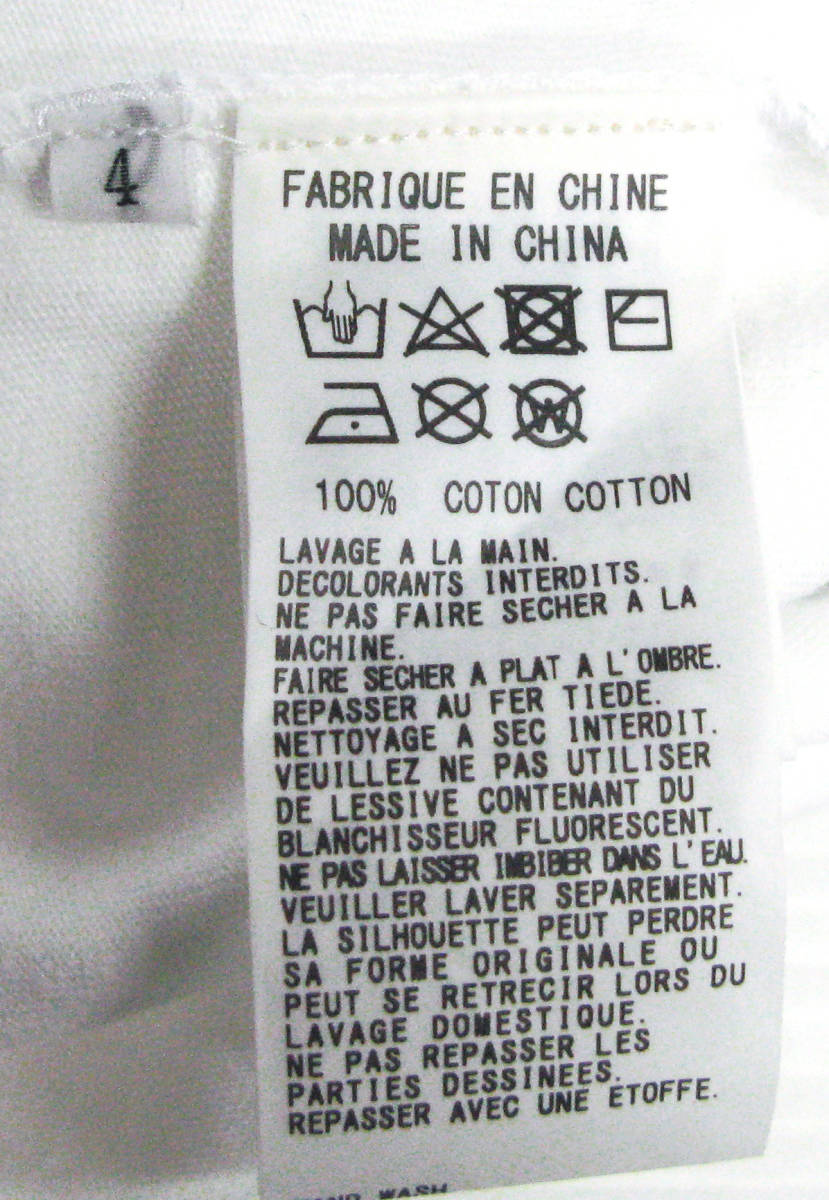 4
FABRIQUE EN CHINE
MADE IN CHINA
W
100% COTON COTTON
LAVAGE A LA MAIN.
DECOLORANTS INTERDITS.
NE PAS FAIRE SECHER A LA
MACHINE.
FAIRE SECHER A PLAT A L'OMBRE.
REPASSER AU FER TIEDE.
NETTOYAGE A SEC INTERDIT.
VEUILLEZ NE PAS UTILISER
DE LESSIVE CONTENANT DU
BLANCHISSEUR FLUORESCENT.
NE PAS LAISSER IMBIBER DANS L'EAU.
VEUILLER LAVER SEPAREMENT.
LA SILHOUETTE PEUT PERDRE
SA FORME ORIGINALE OU
PEUT SE RETRECIR LORS DU
LAVAGE DOMESTIQUE.
NE PAS REPASSER LES
PARTIES DESSINEES.
REPASSER AVEC UNE ETOFFE.
HAND WASH